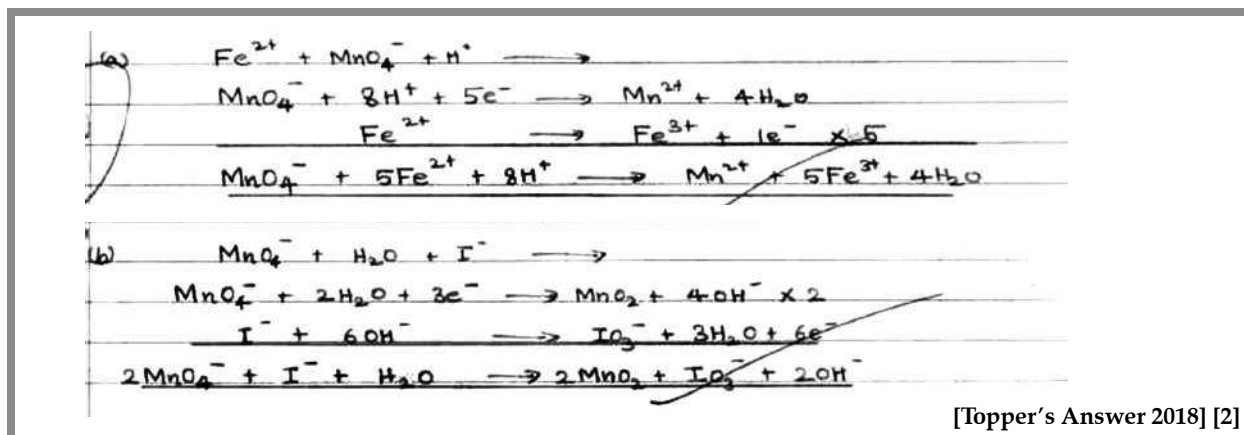 (a) Fe²⁺ + MnO₄⁻ + H⁺ ⟶
MnO₄⁻ + 8H⁺ + 5e⁻ ⟶ Mn²⁺ + 4H₂O
Fe²⁺ ⟶ Fe³⁺ + 1e⁻ × 5
MnO₄⁻ + 5Fe²⁺ + 8H⁺ ⟶ Mn²⁺ + 5Fe³⁺ + 4H₂O
(b) MnO₄⁻ + H₂O + I⁻ ⟶
MnO₄⁻ + 2H₂O + 3e⁻ ⟶ MnO₂ + 4OH⁻ × 2
I⁻ + 6OH⁻ ⟶ IO₃⁻ + 3H₂O + 6e⁻
2MnO₄⁻ + I⁻ + H₂O ⟶ 2MnO₂ + IO₃⁻ + 2OH⁻
[Topper's Answer 2018] [2]